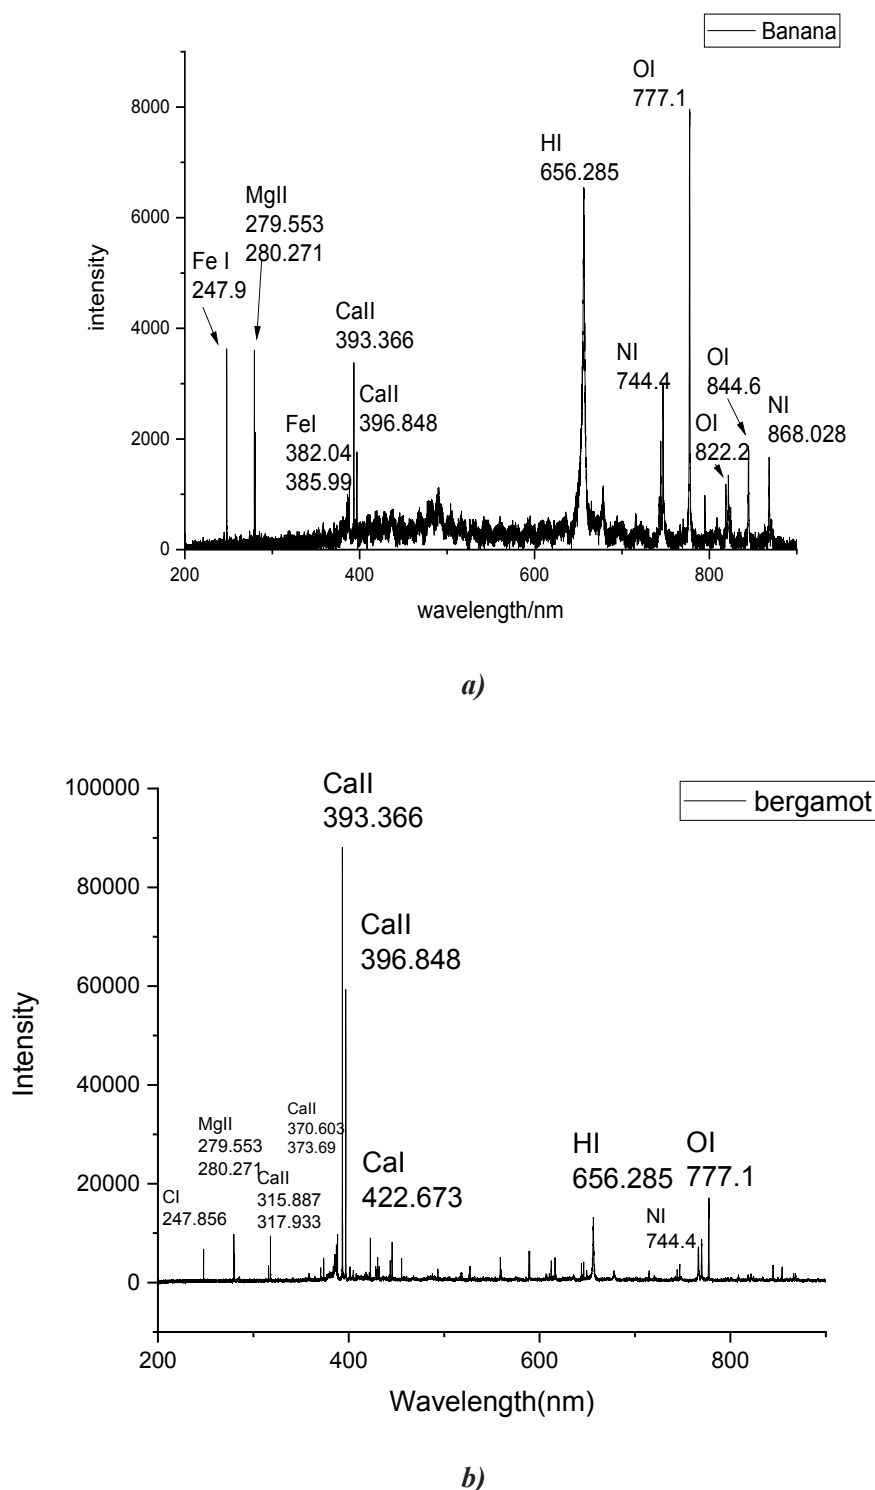 Banana
OI
777.1
8000
HI
656.285
MgII
279.553
280.271
6000
Fe I
247.9
CaII
393.366
intensity
4000
NI
744.4
OI
844.6
CaII
396.848
NI
868.028
FeI
382.04
385.99
OI
822.2
2000
0
200
400
600
800
wavelength/nm
a)
100000
CaII
393.366
bergamot
80000
CaII
396.848
60000
Intensity
40000
MgII
279.553
280.271
CaII
370.603
373.69
CaI
422.673
HI
656.285
OI
777.1
CI
247.856
CaII
315.887
317.933
NI
744.4
20000
0
200
400
600
800
Wavelength(nm)
b)